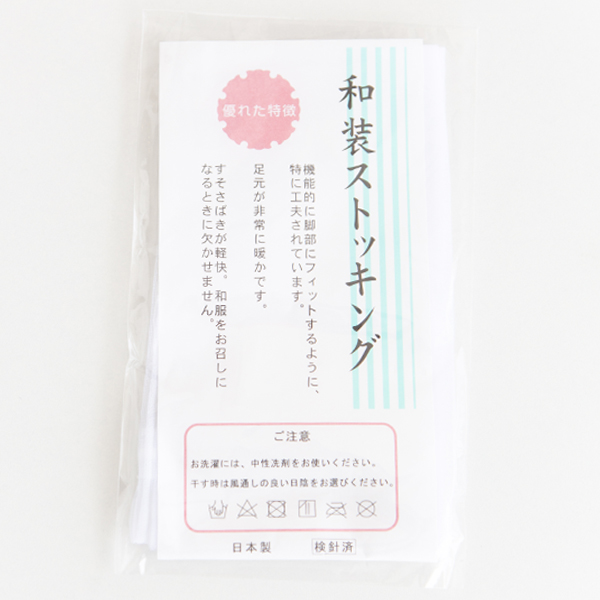 和装ストッキング
優れた特徴
機能的に脚部にフィットするように、
特に工夫されています。
足元が非常に暖かです。
すそさばきが軽快。和服をお召しに
なるときに欠かせません。
ご注意
お洗濯には、中性洗剤をお使いください。
干す時は風通しの良い日陰をお選びください。
日本製 検針済